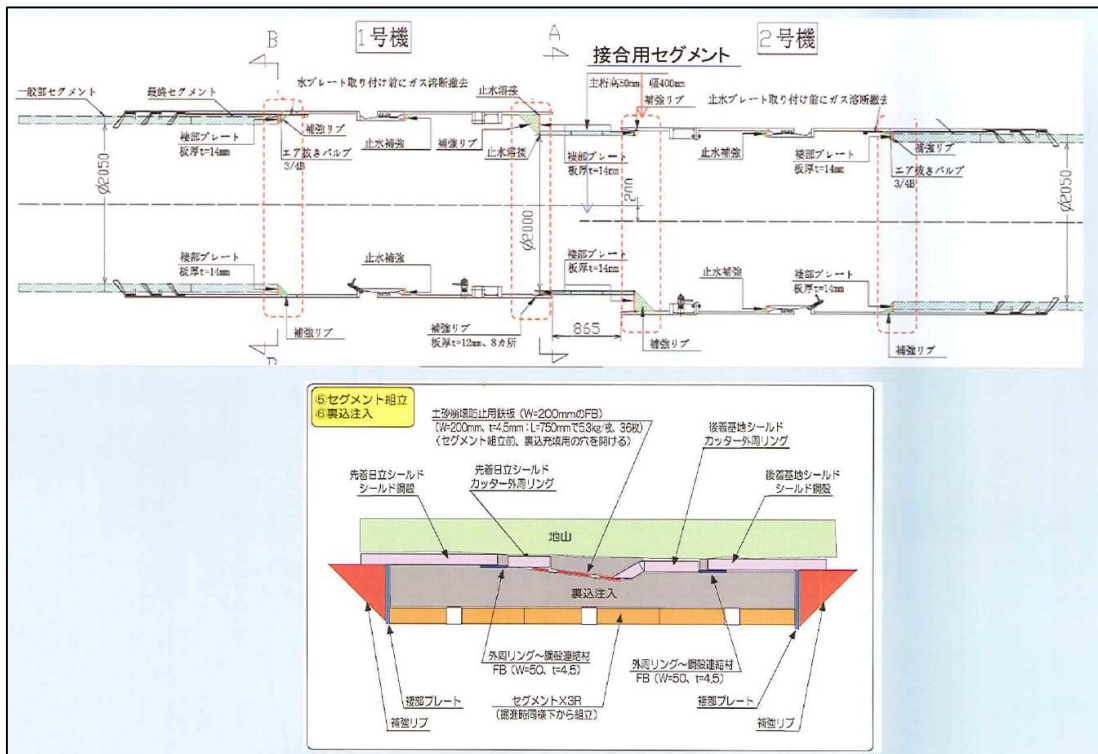 B
1号機
A
接合用セグメント
2号機
水プレート取り付け前にガス溶断撤去
止水溶接
主桁高50mm 幅400mm
補強リブ
止水プレート取り付け前にガス溶断撤去
一般部セグメント
最終セグメント
褄部プレート
板厚t=14mm
補強リブ
エア抜きバルブ
3/4B
止水補強
補強リブ
止水溶接
褄部プレート
板厚t=14mm
止水補強
褄部プレート
板厚t=14mm
補強リブ
エア抜きバルブ
3/4B
Ø2050
Ø2000
200
Ø2050
褄部プレート
板厚t=14mm
止水補強
褄部プレート
板厚t=14mm
止水補強
褄部プレート
板厚t=14mm
補強リブ
補強リブ
板厚t=12mm、8カ所
865
補強リブ
補強リブ
⑤セグメント組立
⑥裏込注入
土砂崩壊防止用鉄板（W=200mmのFB）
（W=200mm、t=4.5mm：L=750mmで5.3kg/枚、36枚）
（セグメント組立前、裏込充填用の穴を開ける）
先着日立シールド
シールド鋼殻
先着日立シールド
カッター外周リング
後着基地シールド
カッター外周リング
後着基地シールド
シールド鋼殻
地山
裏込注入
外周リング～鋼殻連結材
FB（W=50、t=4.5）
外周リング～鋼殻連結材
FB（W=50、t=4.5）
褄部プレート
セグメントX3R
（掘進時同様下から組立）
褄部プレート
補強リブ
補強リブ